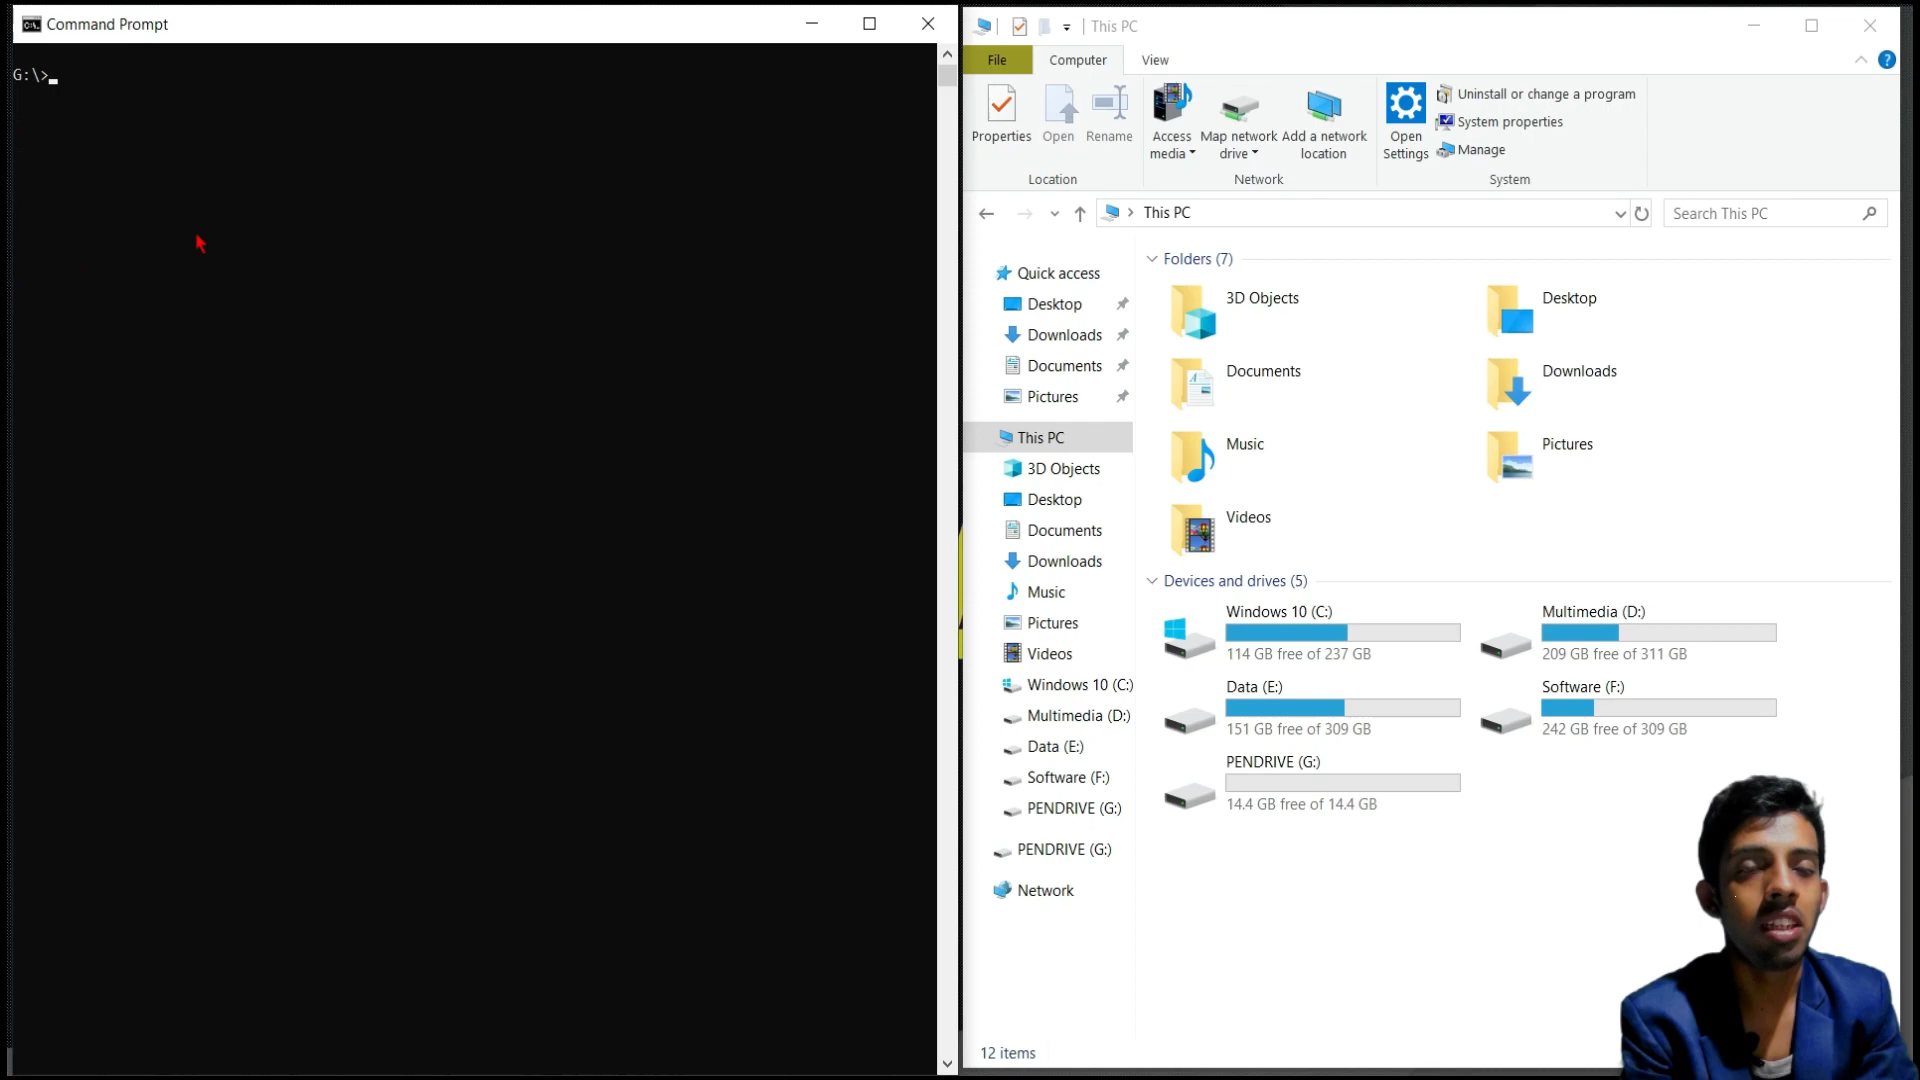 Command Prompt
G:\>
This PC
File
Computer
View
Properties
Open
Rename
Access
media
Map network
drive
Add a network
location
Open
Settings
Uninstall or change a program
System properties
Manage
Location
Network
System
This PC
Search This PC
Quick access
Desktop
Downloads
Documents
Pictures
This PC
3D Objects
Desktop
Documents
Downloads
Music
Pictures
Videos
Windows 10 (C:)
Multimedia (D:)
Data (E:)
Software (F:)
PENDRIVE (G:)
PENDRIVE (G:)
Network
Folders (7)
3D Objects
Desktop
Documents
Downloads
Music
Pictures
Videos
Devices and drives (5)
Windows 10 (C:)
114 GB free of 237 GB
Multimedia (D:)
209 GB free of 311 GB
Data (E:)
151 GB free of 309 GB
Software (F:)
242 GB free of 309 GB
PENDRIVE (G:)
14.4 GB free of 14.4 GB
12 items